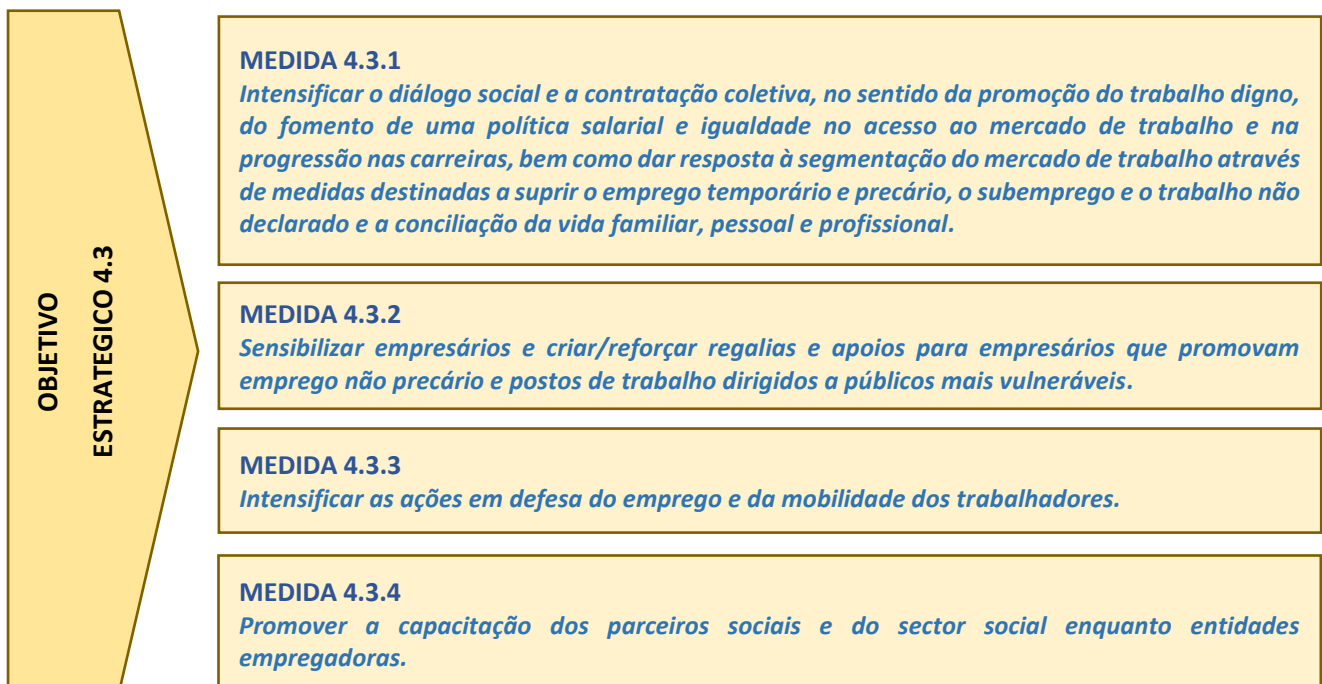 OBJETIVO
ESTRATEGICO 4.3
MEDIDA 4.3.1
Intensificar o diálogo social e a contratação coletiva, no sentido da promoção do trabalho digno,
do fomento de uma política salarial e igualdade no acesso ao mercado de trabalho e na
progressão nas carreiras, bem como dar resposta à segmentação do mercado de trabalho através
de medidas destinadas a suprir o emprego temporário e precário, o subemprego e o trabalho não
declarado e a conciliação da vida familiar, pessoal e profissional.
MEDIDA 4.3.2
Sensibilizar empresários e criar/reforçar regalias e apoios para empresários que promovam
emprego não precário e postos de trabalho dirigidos a públicos mais vulneráveis.
MEDIDA 4.3.3
Intensificar as ações em defesa do emprego e da mobilidade dos trabalhadores.
MEDIDA 4.3.4
Promover a capacitação dos parceiros sociais e do sector social enquanto entidades
empregadoras.